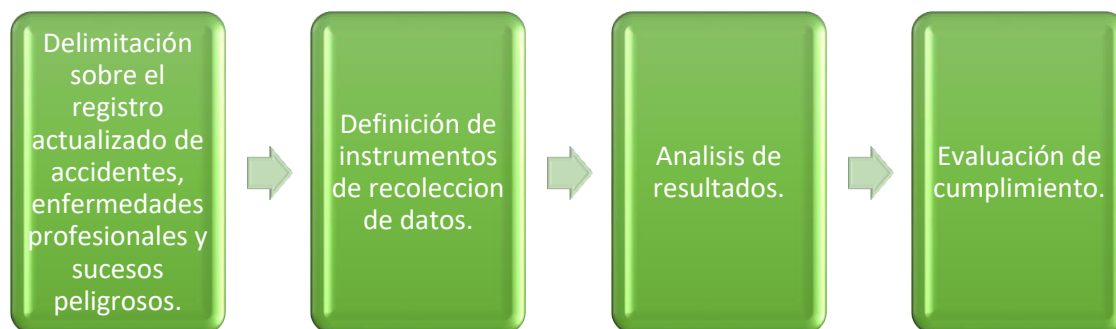 Delimitación
sobre el
registro
actualizado de
accidentes,
enfermedades
profesionales y
sucesos
peligrosos.
Definición de
instrumentos
de recoleccion
de datos.
Analisis de
resultados.
Evaluación de
cumplimiento.